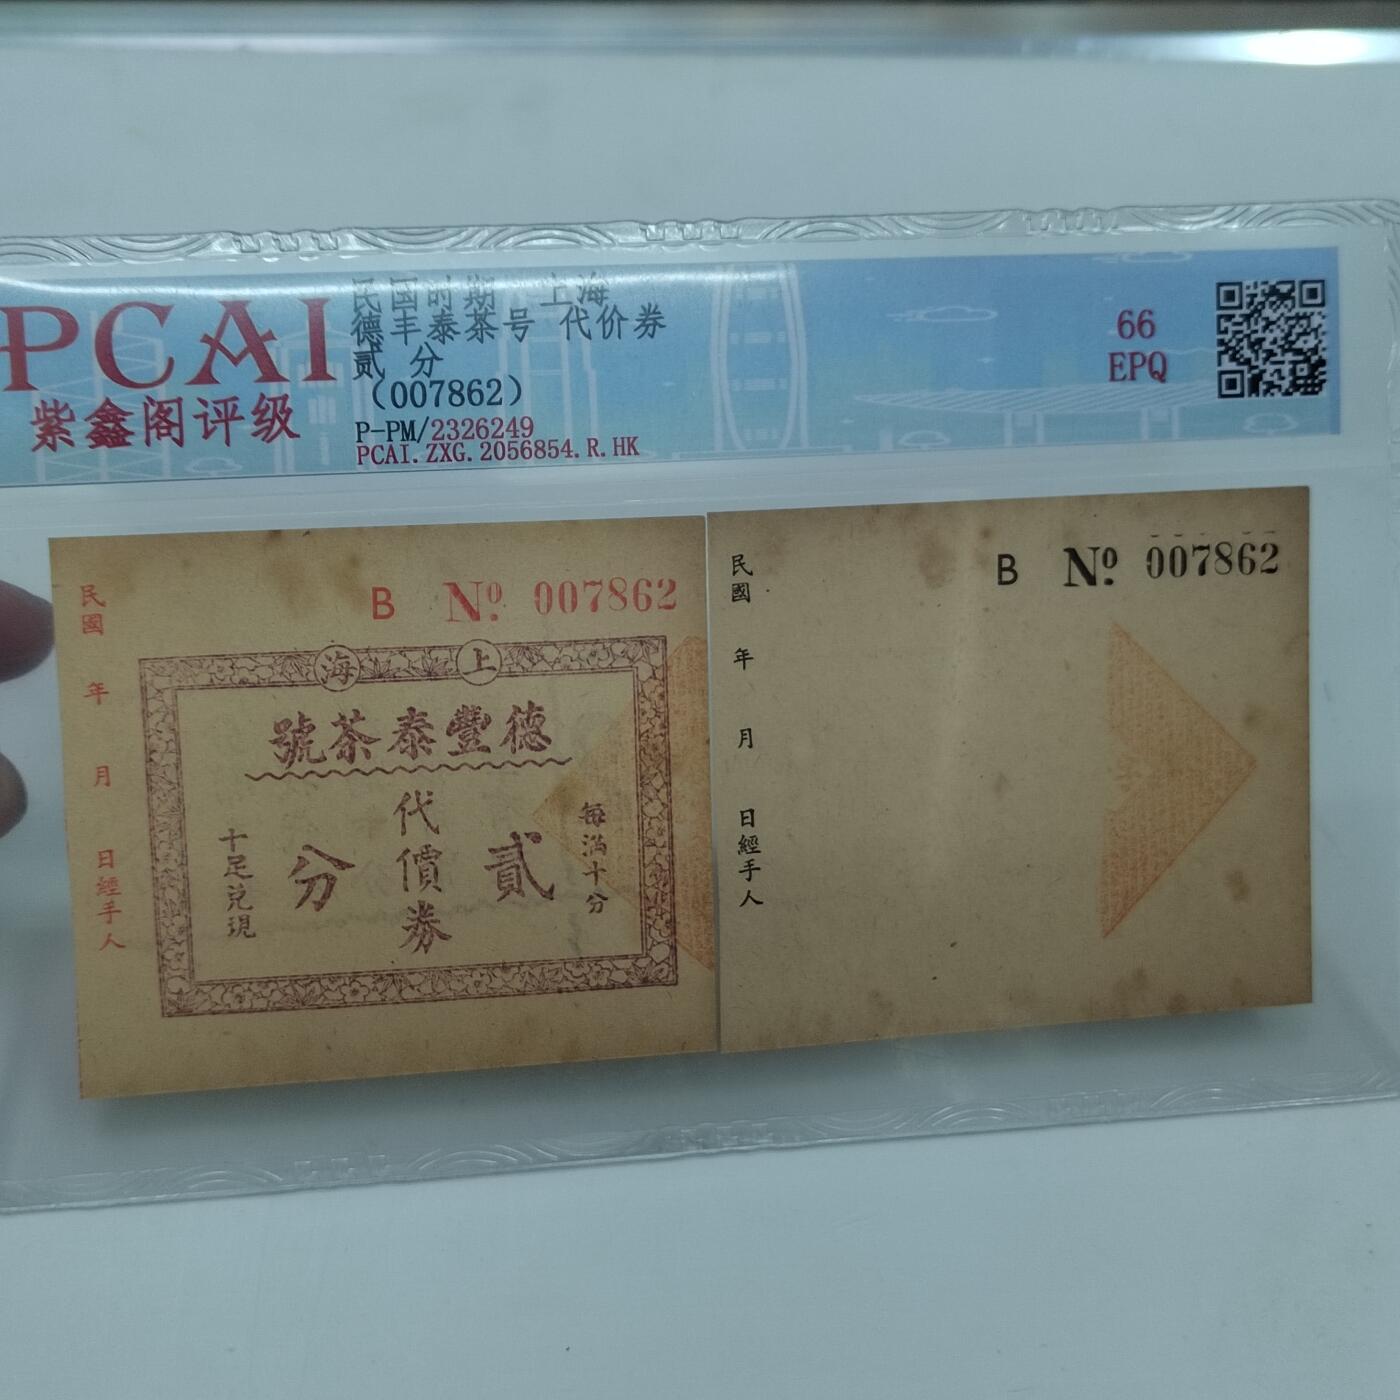 PCAI
紫鑫阁评级
民国时期 上海
德丰泰茶号 代价券
贰 分
（007862）
P-PM/2326249
PCAI.ZXG.2056854.R.HK
66
EPQ
民國 年 月 日經手人
B Nº 007862
上海
德豐泰茶號
每滿十分
貳分
代價券
十足兌現
民國 年 月 日經手人
B Nº 007862